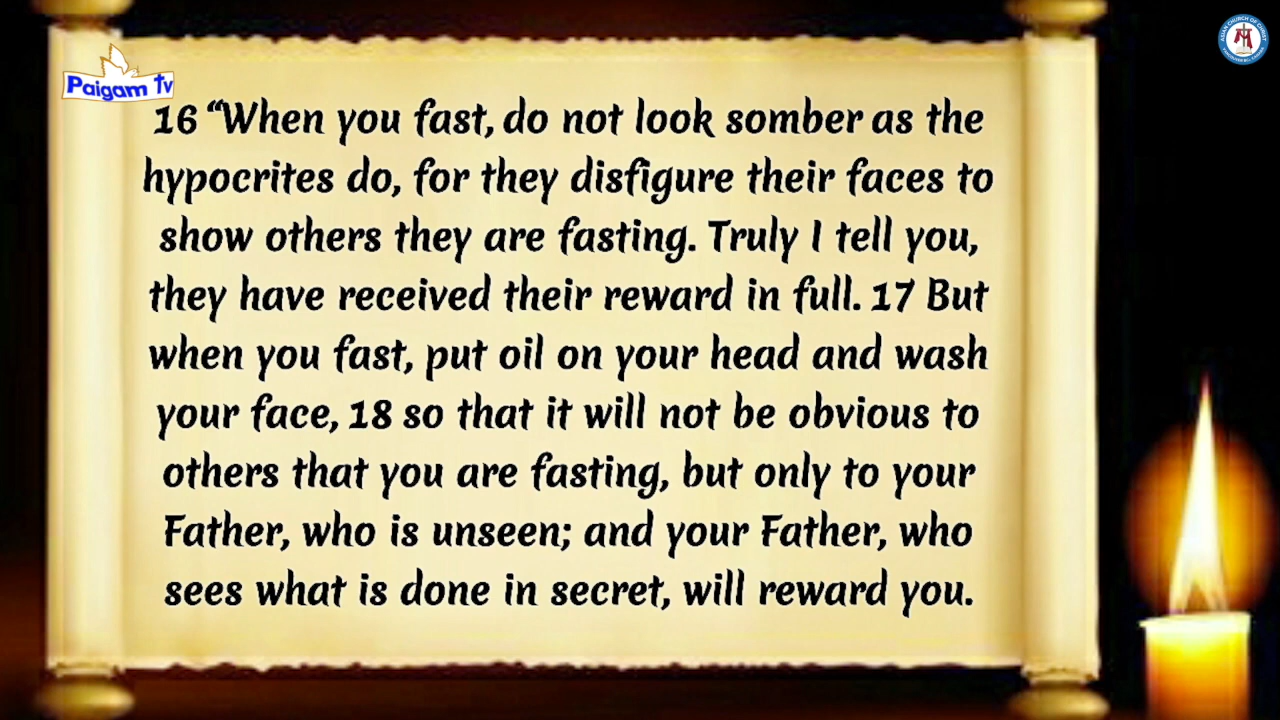 Paigam Tv
16 “When you fast, do not look somber as the
hypocrites do, for they disfigure their faces to
show others they are fasting. Truly I tell you,
they have received their reward in full. 17 But
when you fast, put oil on your head and wash
your face, 18 so that it will not be obvious to
others that you are fasting, but only to your
Father, who is unseen; and your Father, who
sees what is done in secret, will reward you.
ASIAN CHURCH OF CHRIST